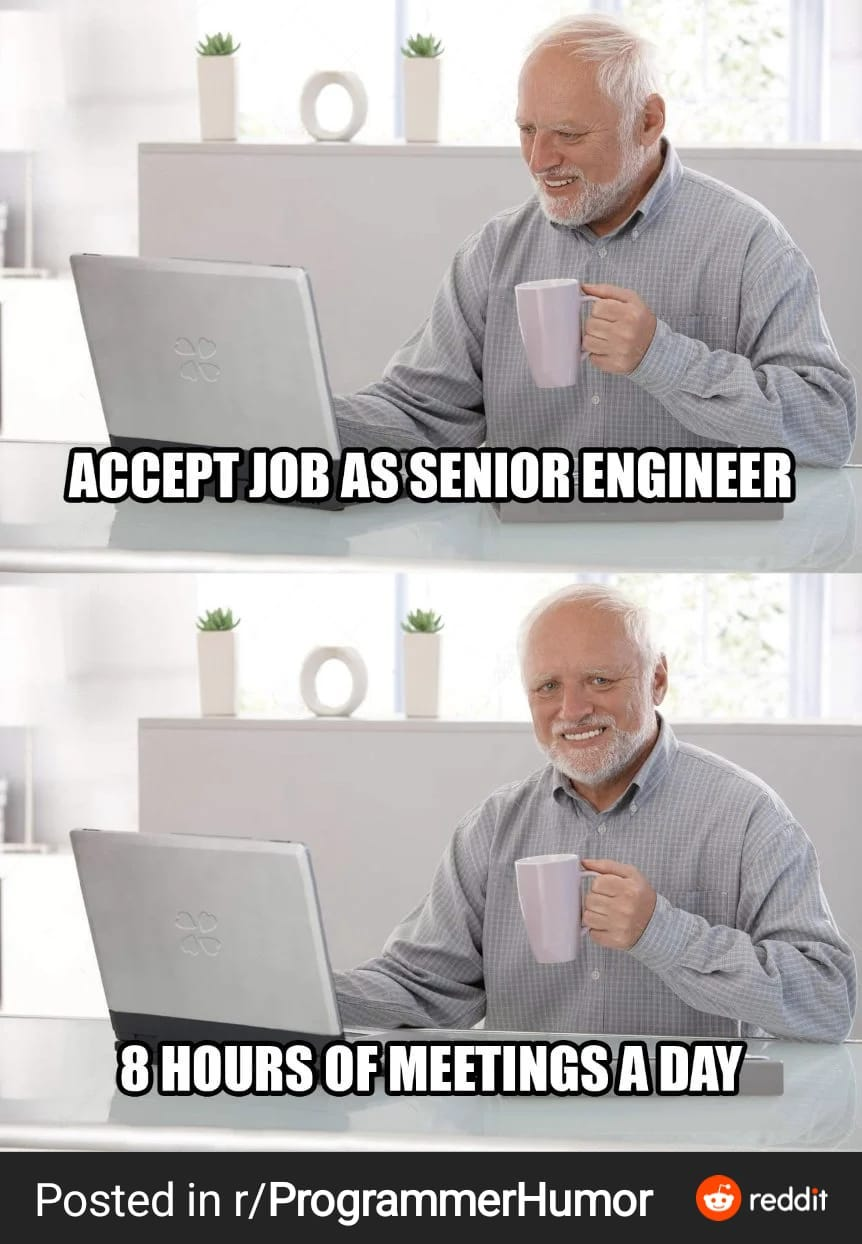 ACCEPT JOB AS SENIOR ENGINEER
8 HOURS OF MEETINGS A DAY
Posted in r/ProgrammerHumor reddit